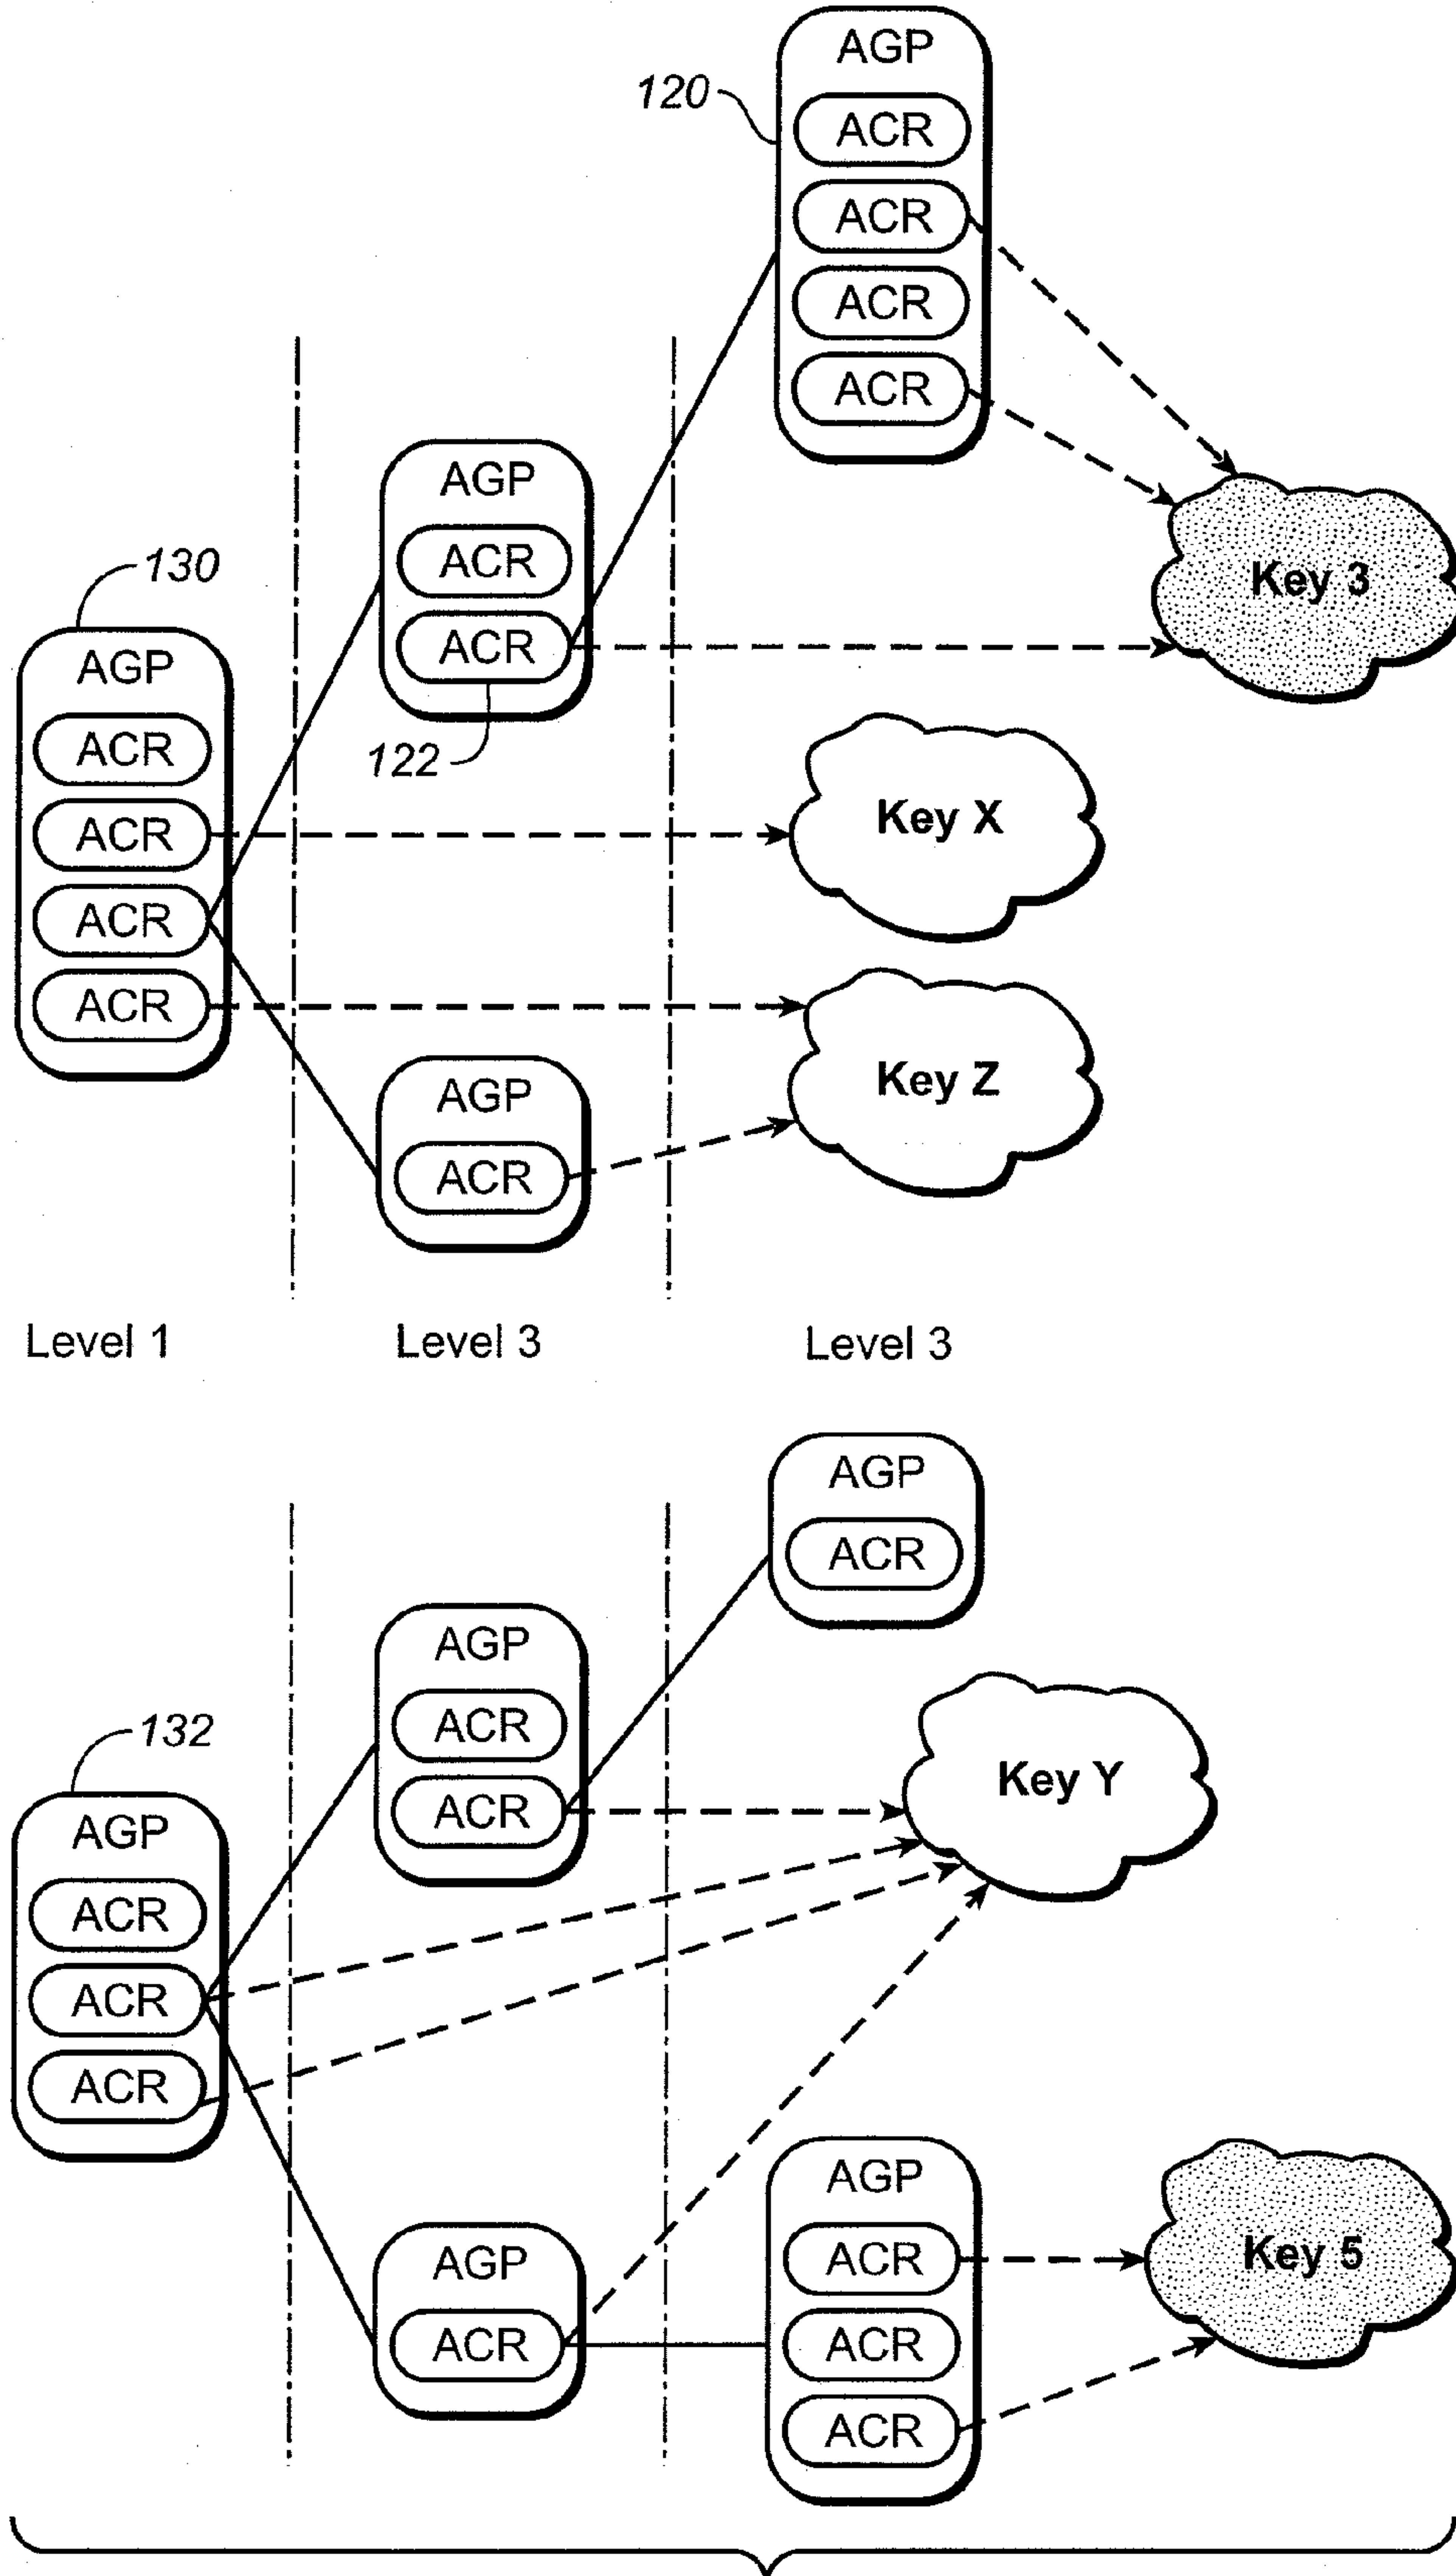 AGP
120
ACR
ACR
ACR
ACR
AGP
ACR
ACR
122
Key 3
130
AGP
ACR
ACR
ACR
ACR
Key X
Key Z
AGP
ACR
Level 1 Level 3 Level 3
AGP
ACR
AGP
ACR
ACR
Key Y
132
AGP
ACR
ACR
ACR
AGP
ACR
AGP
ACR
ACR
ACR
Key 5